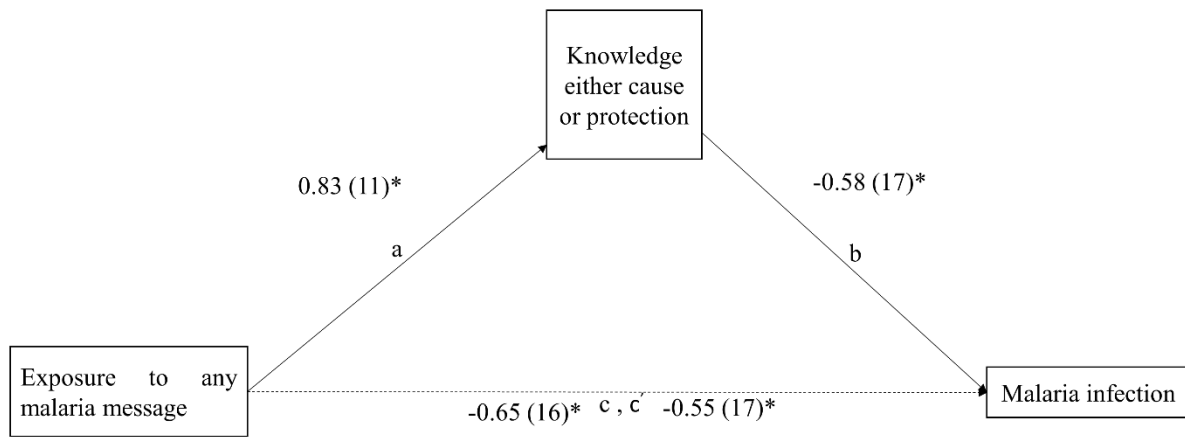 Knowledge
either cause
or protection
0.83 (11)*
-0.58 (17)*
a
b
Exposure to any
malaria message
Malaria infection
-0.65 (16)* c , c′ -0.55 (17)*